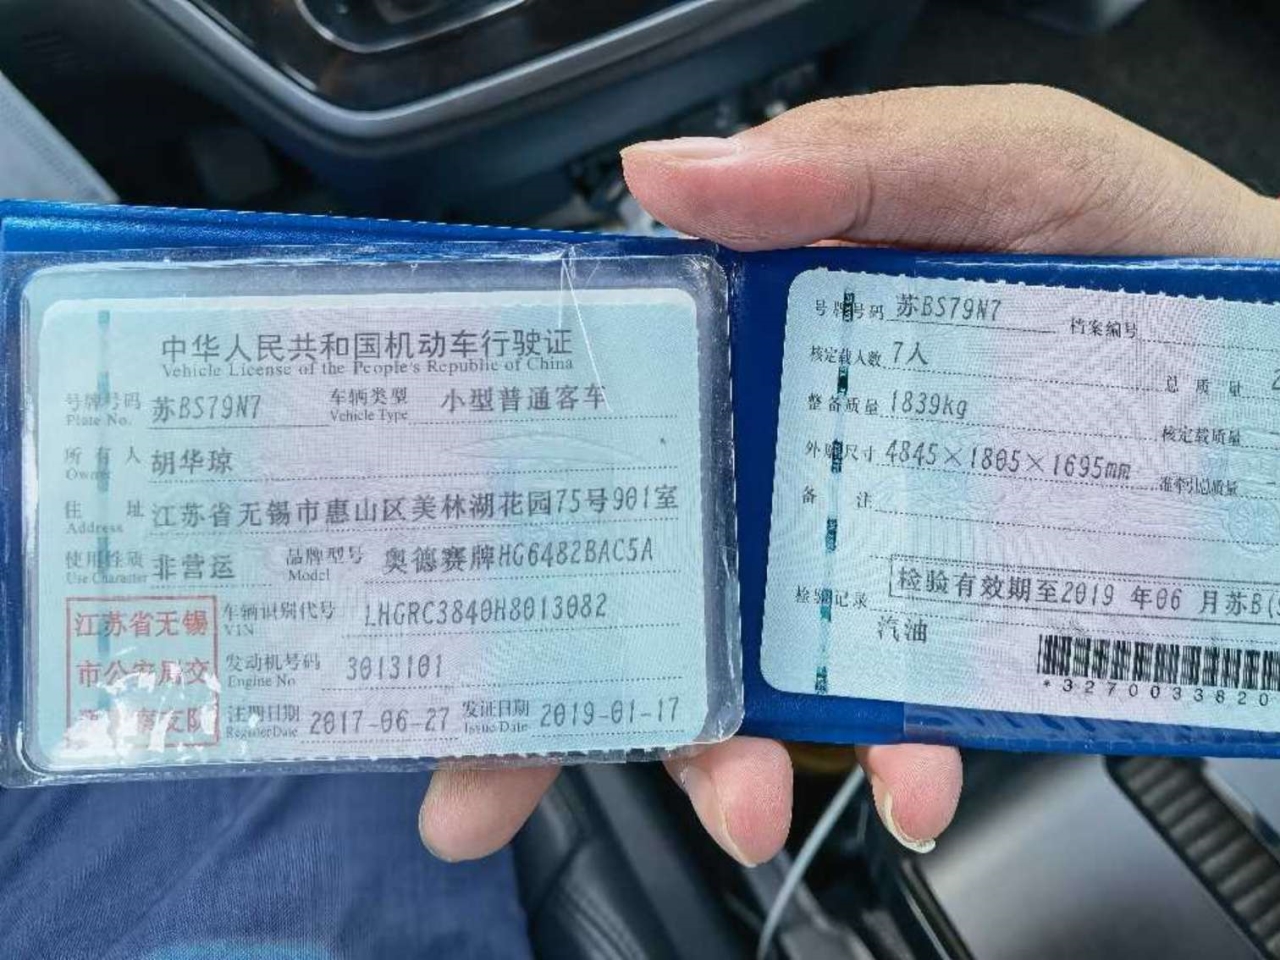 中华人民共和国机动车行驶证
Vehicle License of the People's Republic of China
号牌号码 苏BS79N7 车辆类型 小型普通客车
Plate No. Vehicle Type
所有人 胡华琼
Owner
住址 江苏省无锡市惠山区美林湖花园75号901室
Address
使用性质 非营运 品牌型号 奥德赛牌HG6482BAC5A
Use Character Model
江苏省无锡
市公安局交
车辆识别代号 LHGRC3840H8013082
VIN
发动机号码 3013101
Engine No
注册日期 2017-06-27 发证日期 2019-01-17
Register Date Issue Date
号牌号码 苏BS79N7 档案编号
核定载人数 7人 总质量
整备质量 1839kg 核定载质量
外廓尺寸 4845×1805×1695mm 准牵引总质量
备注
检验记录 检验有效期至2019 年06 月苏B(
汽油
*3270033820